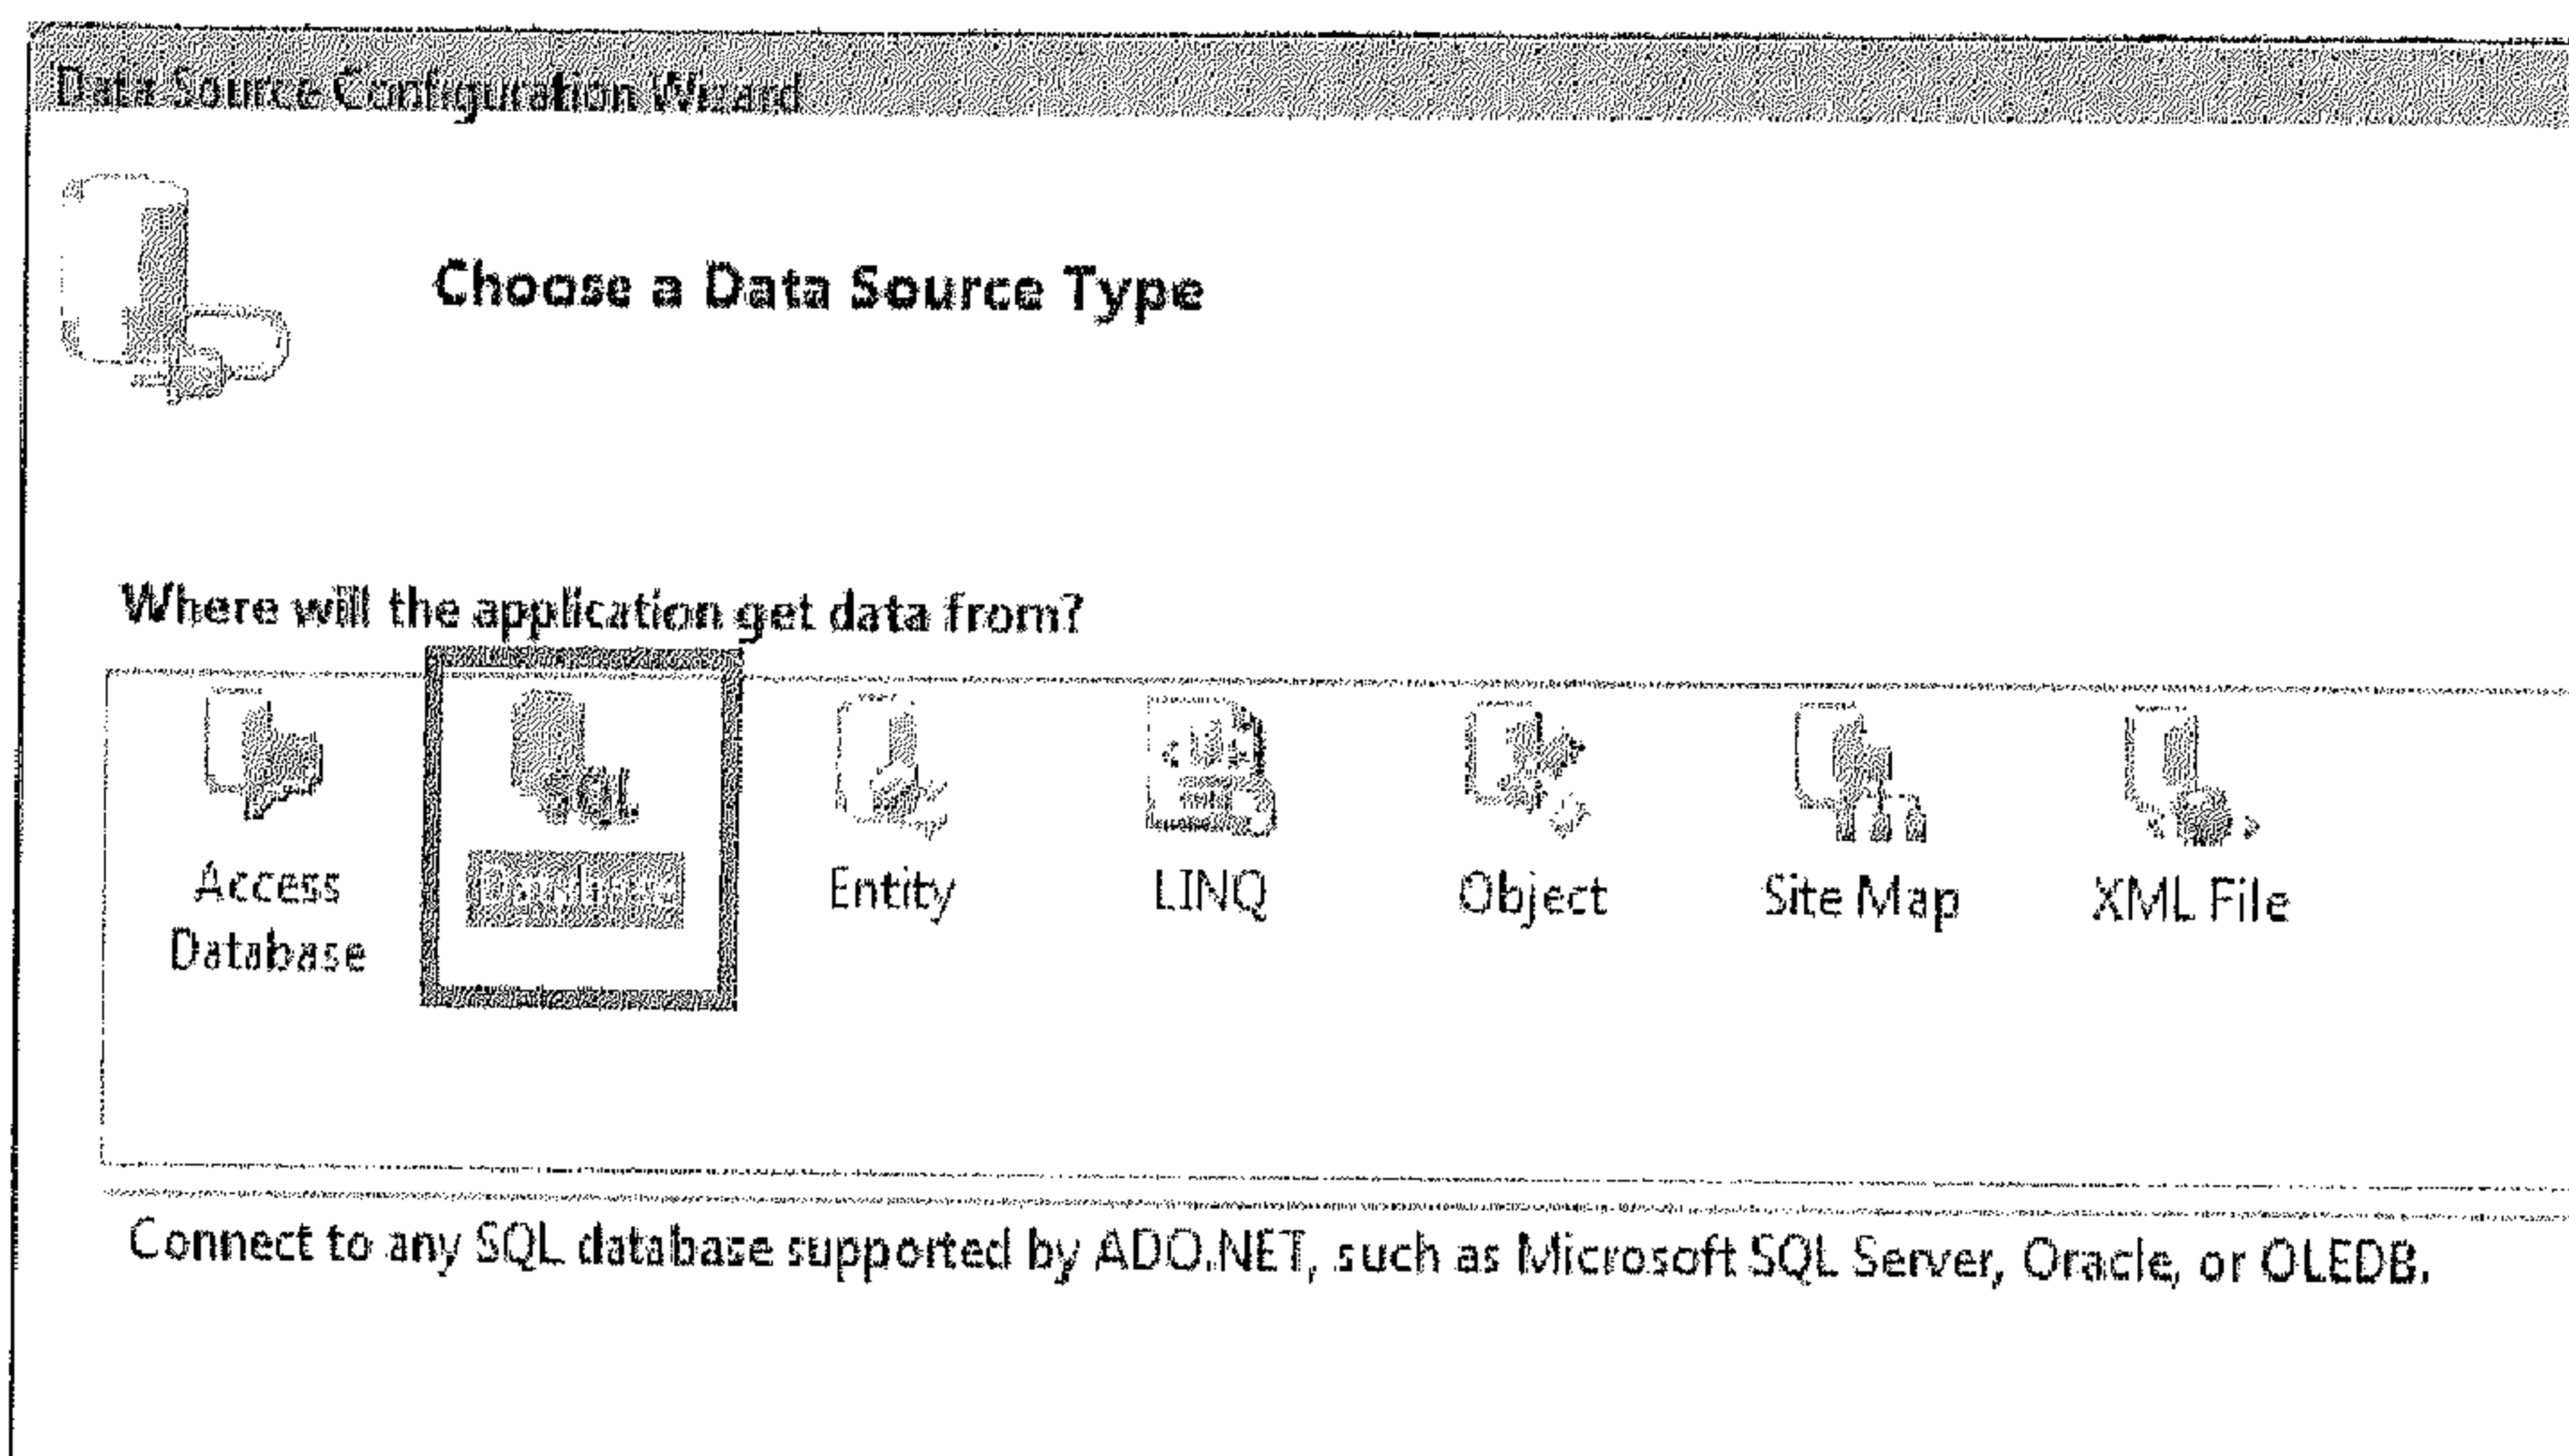 Data Source Configuration Wizard
Choose a Data Source Type
Where will the application get data from?
SQL
Access Database
Database
Entity
LINQ
Object
Site Map
XML File
Connect to any SQL database supported by ADO.NET, such as Microsoft SQL Server, Oracle, or OLEDB.